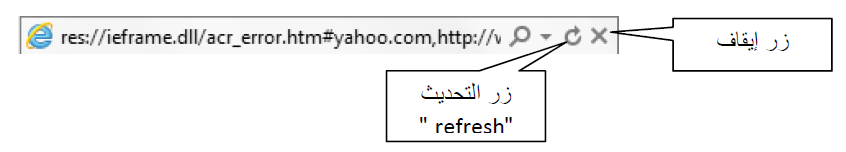 res://ieframe.dll/acr_error.htm#yahoo.com,http://v
زر إيقاف
زر التحديث
" refresh"